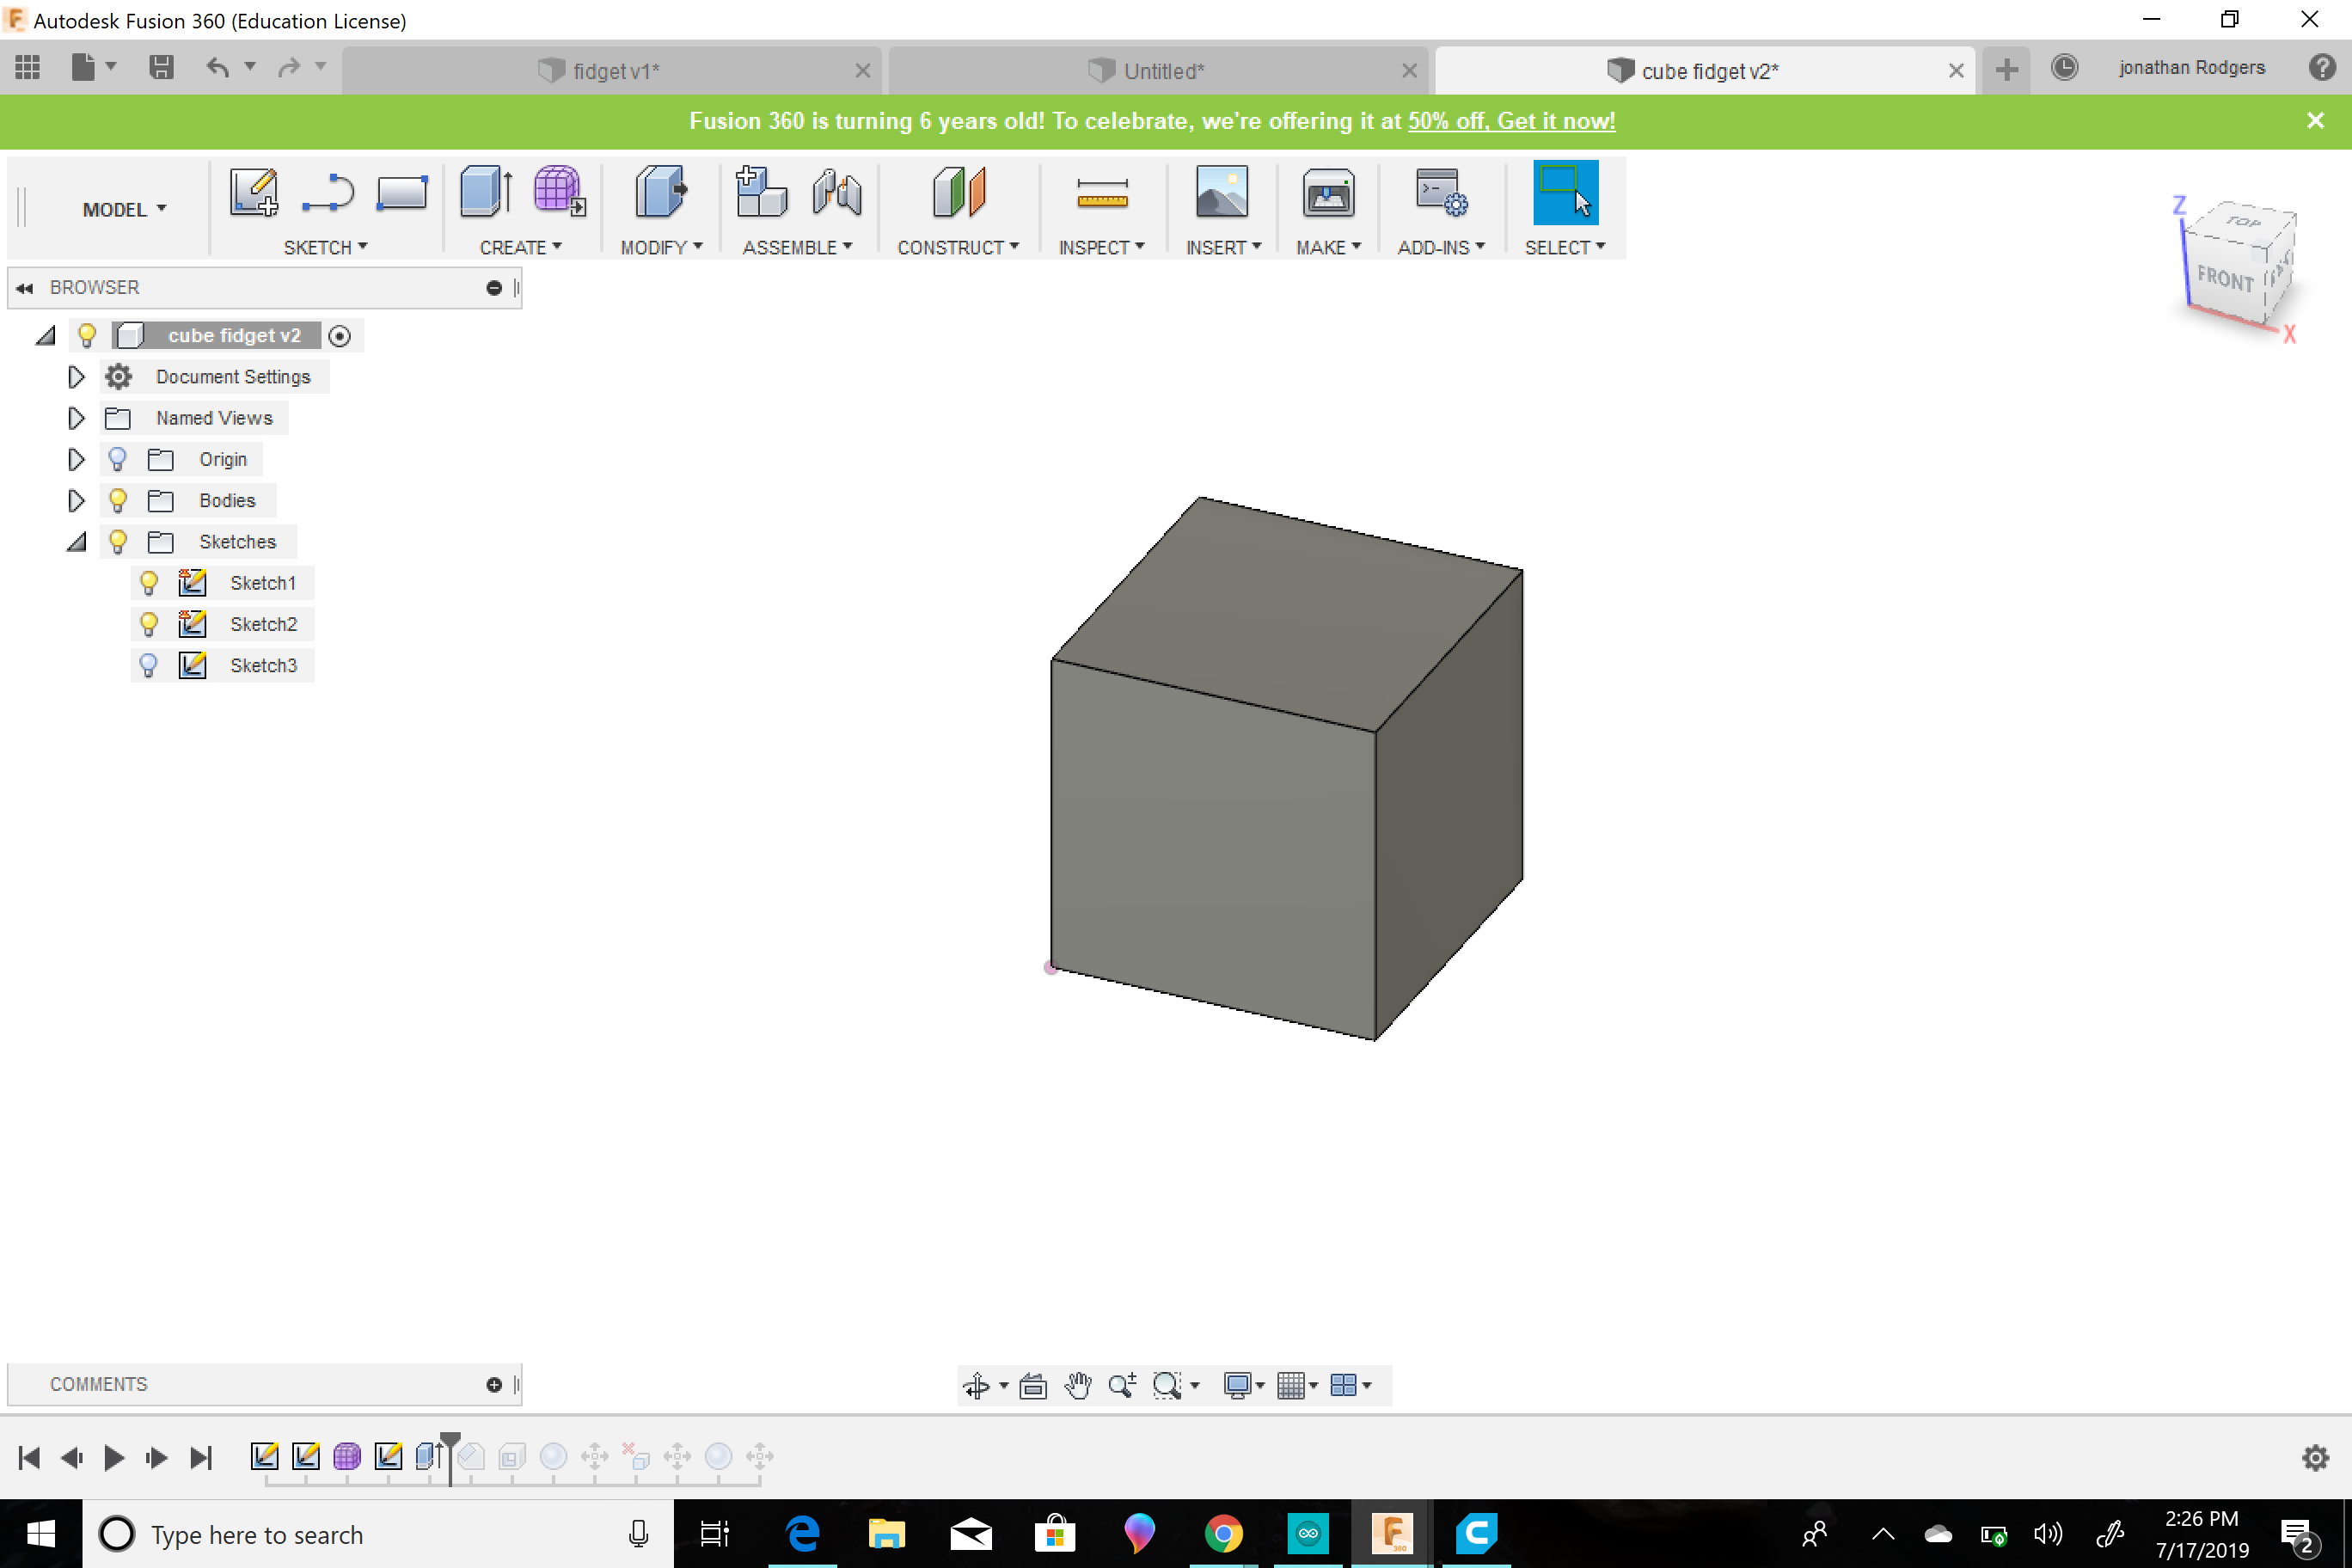 Autodesk Fusion 360 (Education License)
fidget v1*
Untitled*
cube fidget v2*
jonathan Rodgers
Fusion 360 is turning 6 years old! To celebrate, we're offering it at 50% off, Get it now!
MODEL
SKETCH
CREATE
MODIFY
ASSEMBLE
CONSTRUCT
INSPECT
INSERT
MAKE
ADD-INS
SELECT
Z
TOP
FRONT
X
BROWSER
cube fidget v2
Document Settings
Named Views
Origin
Bodies
Sketches
Sketch1
Sketch2
Sketch3
COMMENTS
Type here to search
360
2:26 PM
7/17/2019
2